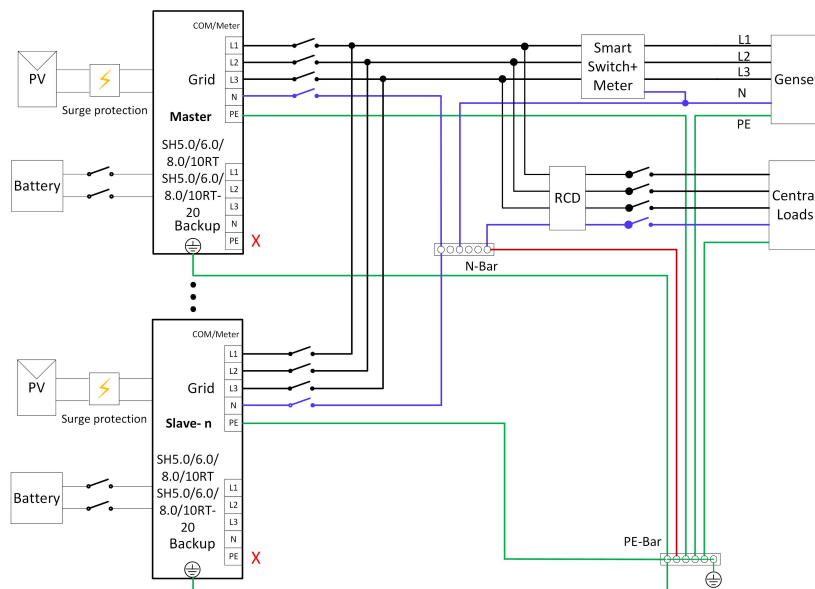 COM/Meter
L1
L2
Grid
L3
N
Master
PE
SH5.0/6.0/
8.0/10RT
SH5.0/6.0/
8.0/10RT-
20
Backup
L1
L2
L3
N
PE
X
PV
Surge protection
Battery
Smart
Switch+
Meter
L1
L2
L3
N
PE
Genset
RCD
Centra
Loads
N-Bar
COM/Meter
L1
L2
Grid
L3
N
Slave- n
PE
SH5.0/6.0/
8.0/10RT
SH5.0/6.0/
8.0/10RT-
20
Backup
L1
L2
L3
N
PE
X
PV
Surge protection
Battery
PE-Bar